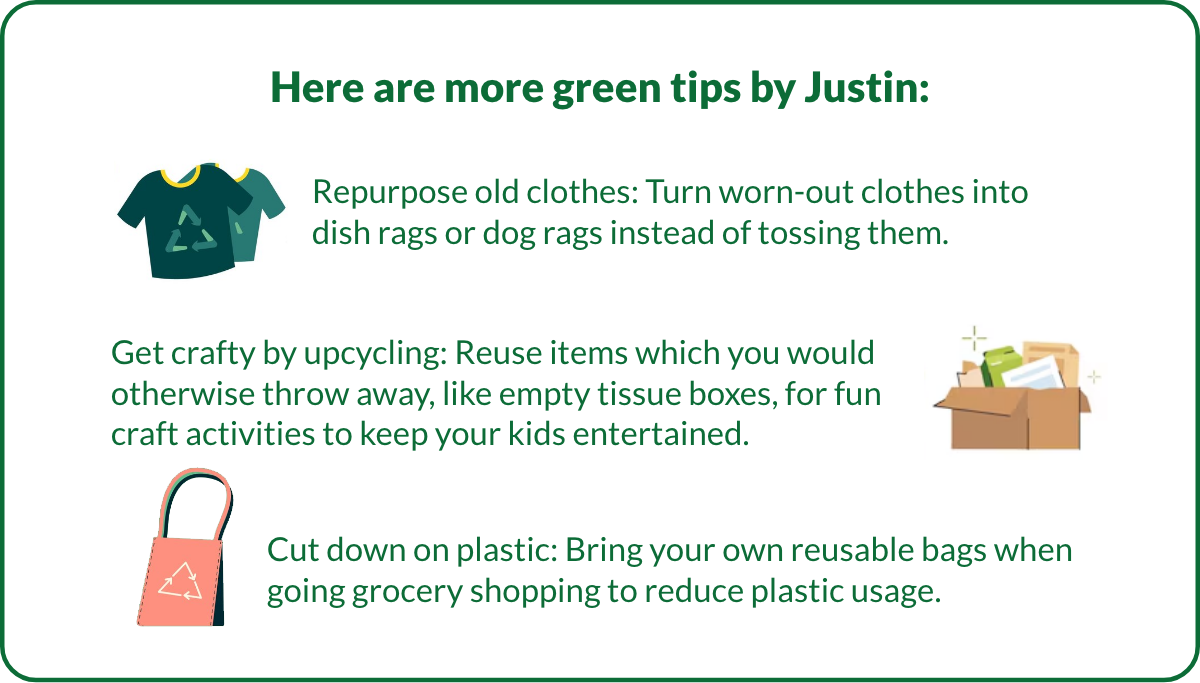 Here are more green tips by Justin:
Repurpose old clothes: Turn worn-out clothes into
dish rags or dog rags instead of tossing them.
Get crafty by upcycling: Reuse items which you would
otherwise throw away, like empty tissue boxes, for fun
craft activities to keep your kids entertained.
Cut down on plastic: Bring your own reusable bags when
going grocery shopping to reduce plastic usage.